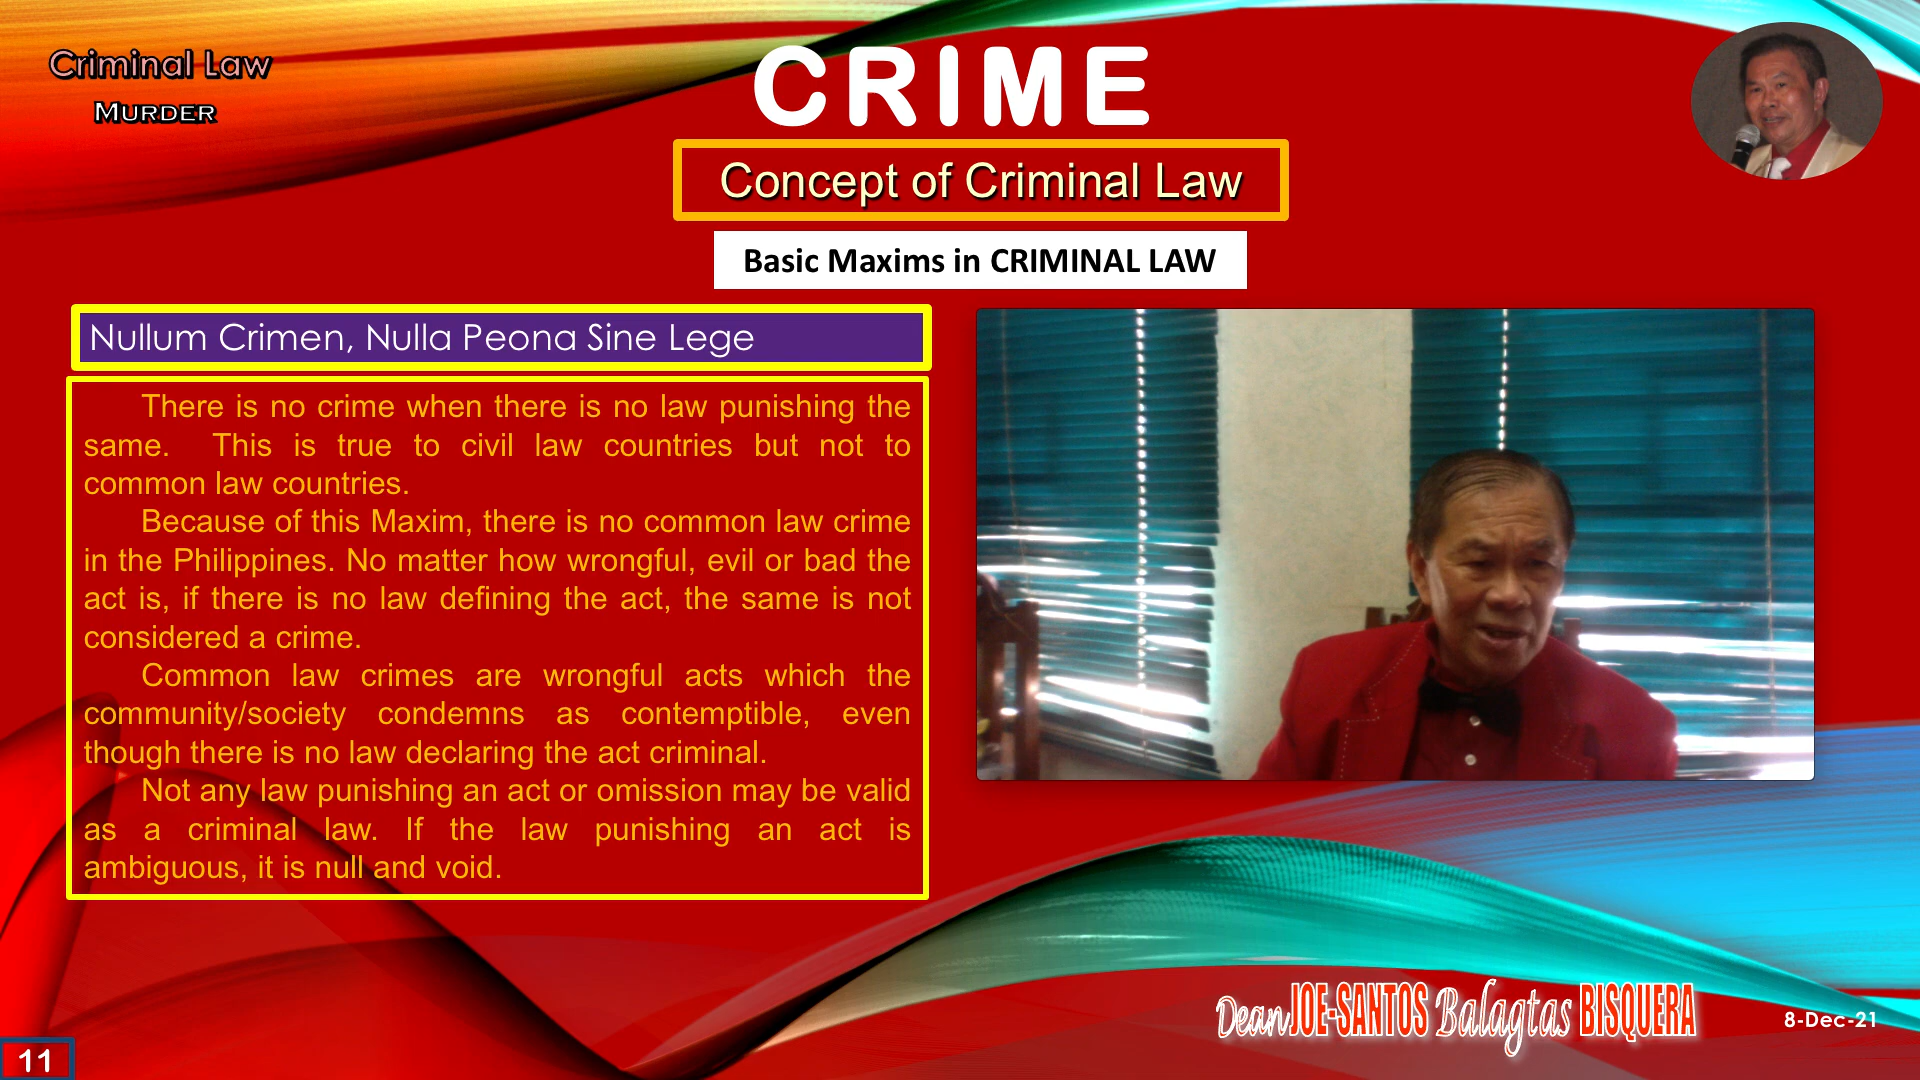 Criminal Law
MURDER
CRIME
Concept of Criminal Law
Basic Maxims in CRIMINAL LAW
Nullum Crimen, Nulla Peona Sine Lege
There is no crime when there is no law punishing the
same. This is true to civil law countries but not to
common law countries.
Because of this Maxim, there is no common law crime
in the Philippines. No matter how wrongful, evil or bad the
act is, if there is no law defining the act, the same is not
considered a crime.
Common law crimes are wrongful acts which the
community/society condemns as contemptible, even
though there is no law declaring the act criminal.
Not any law punishing an act or omission may be valid
as a criminal law. If the law punishing an act is
ambiguous, it is null and void.
Dean JOE-SANTOS Balagtas BISQUERA
8-Dec-21
11